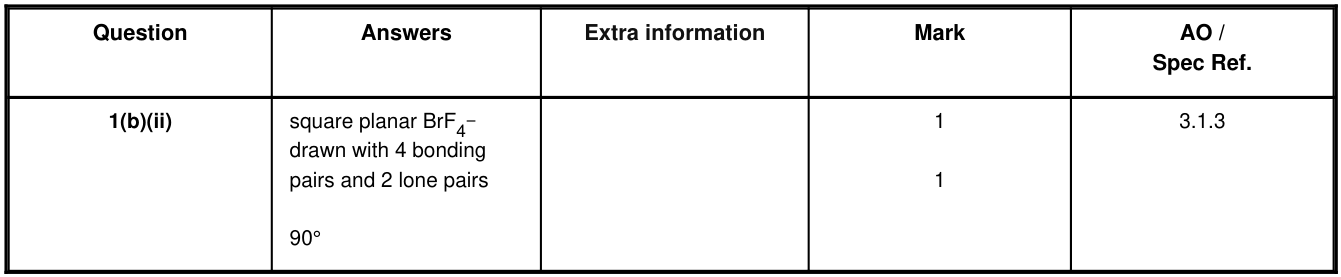 Question Answers Extra information Mark AO /
Spec Ref.
1(b)(ii) square planar BrF₄⁻ 1 3.1.3
drawn with 4 bonding
pairs and 2 lone pairs 1
90°